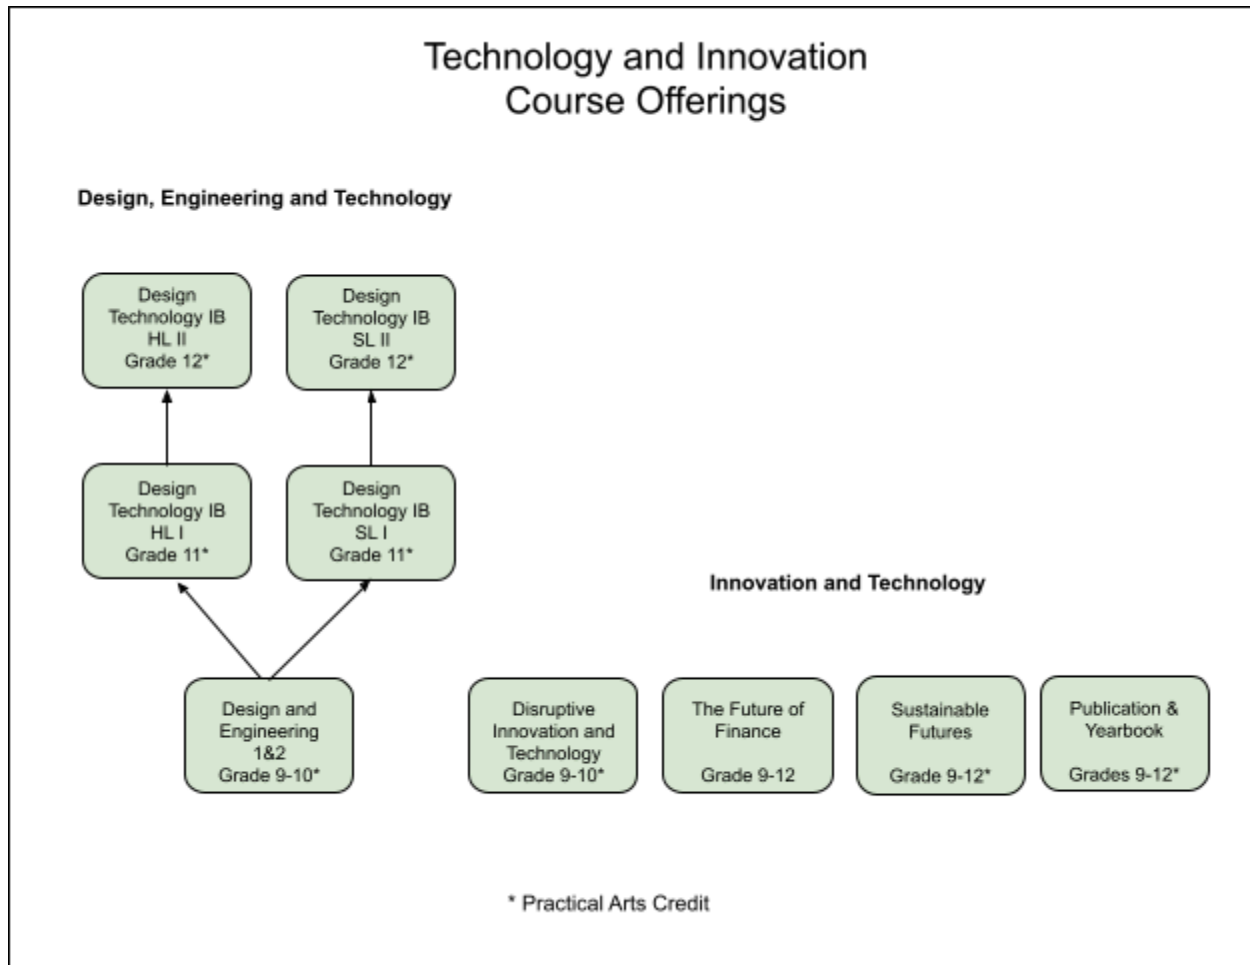 Technology and Innovation
Course Offerings
Design, Engineering and Technology
Design
Technology IB
HL II
Grade 12*
Design
Technology IB
SL II
Grade 12*
Design
Technology IB
HL I
Grade 11*
Design
Technology IB
SL I
Grade 11*
Innovation and Technology
Design and
Engineering
1&2
Grade 9-10*
Disruptive
Innovation and
Technology
Grade 9-10*
The Future of
Finance
Grade 9-12
Sustainable
Futures
Grade 9-12*
Publication &
Yearbook
Grades 9-12*
* Practical Arts Credit